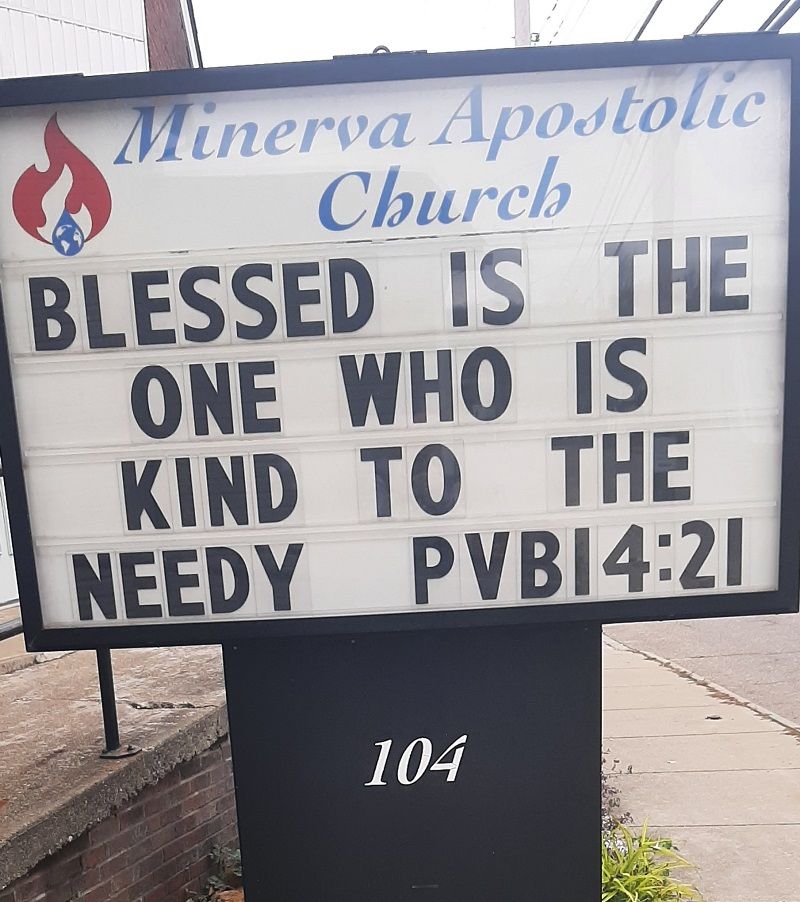 Minerva Apostolic
Church
BLESSED IS THE
ONE WHO IS
KIND TO THE
NEEDY PVB14:21
104